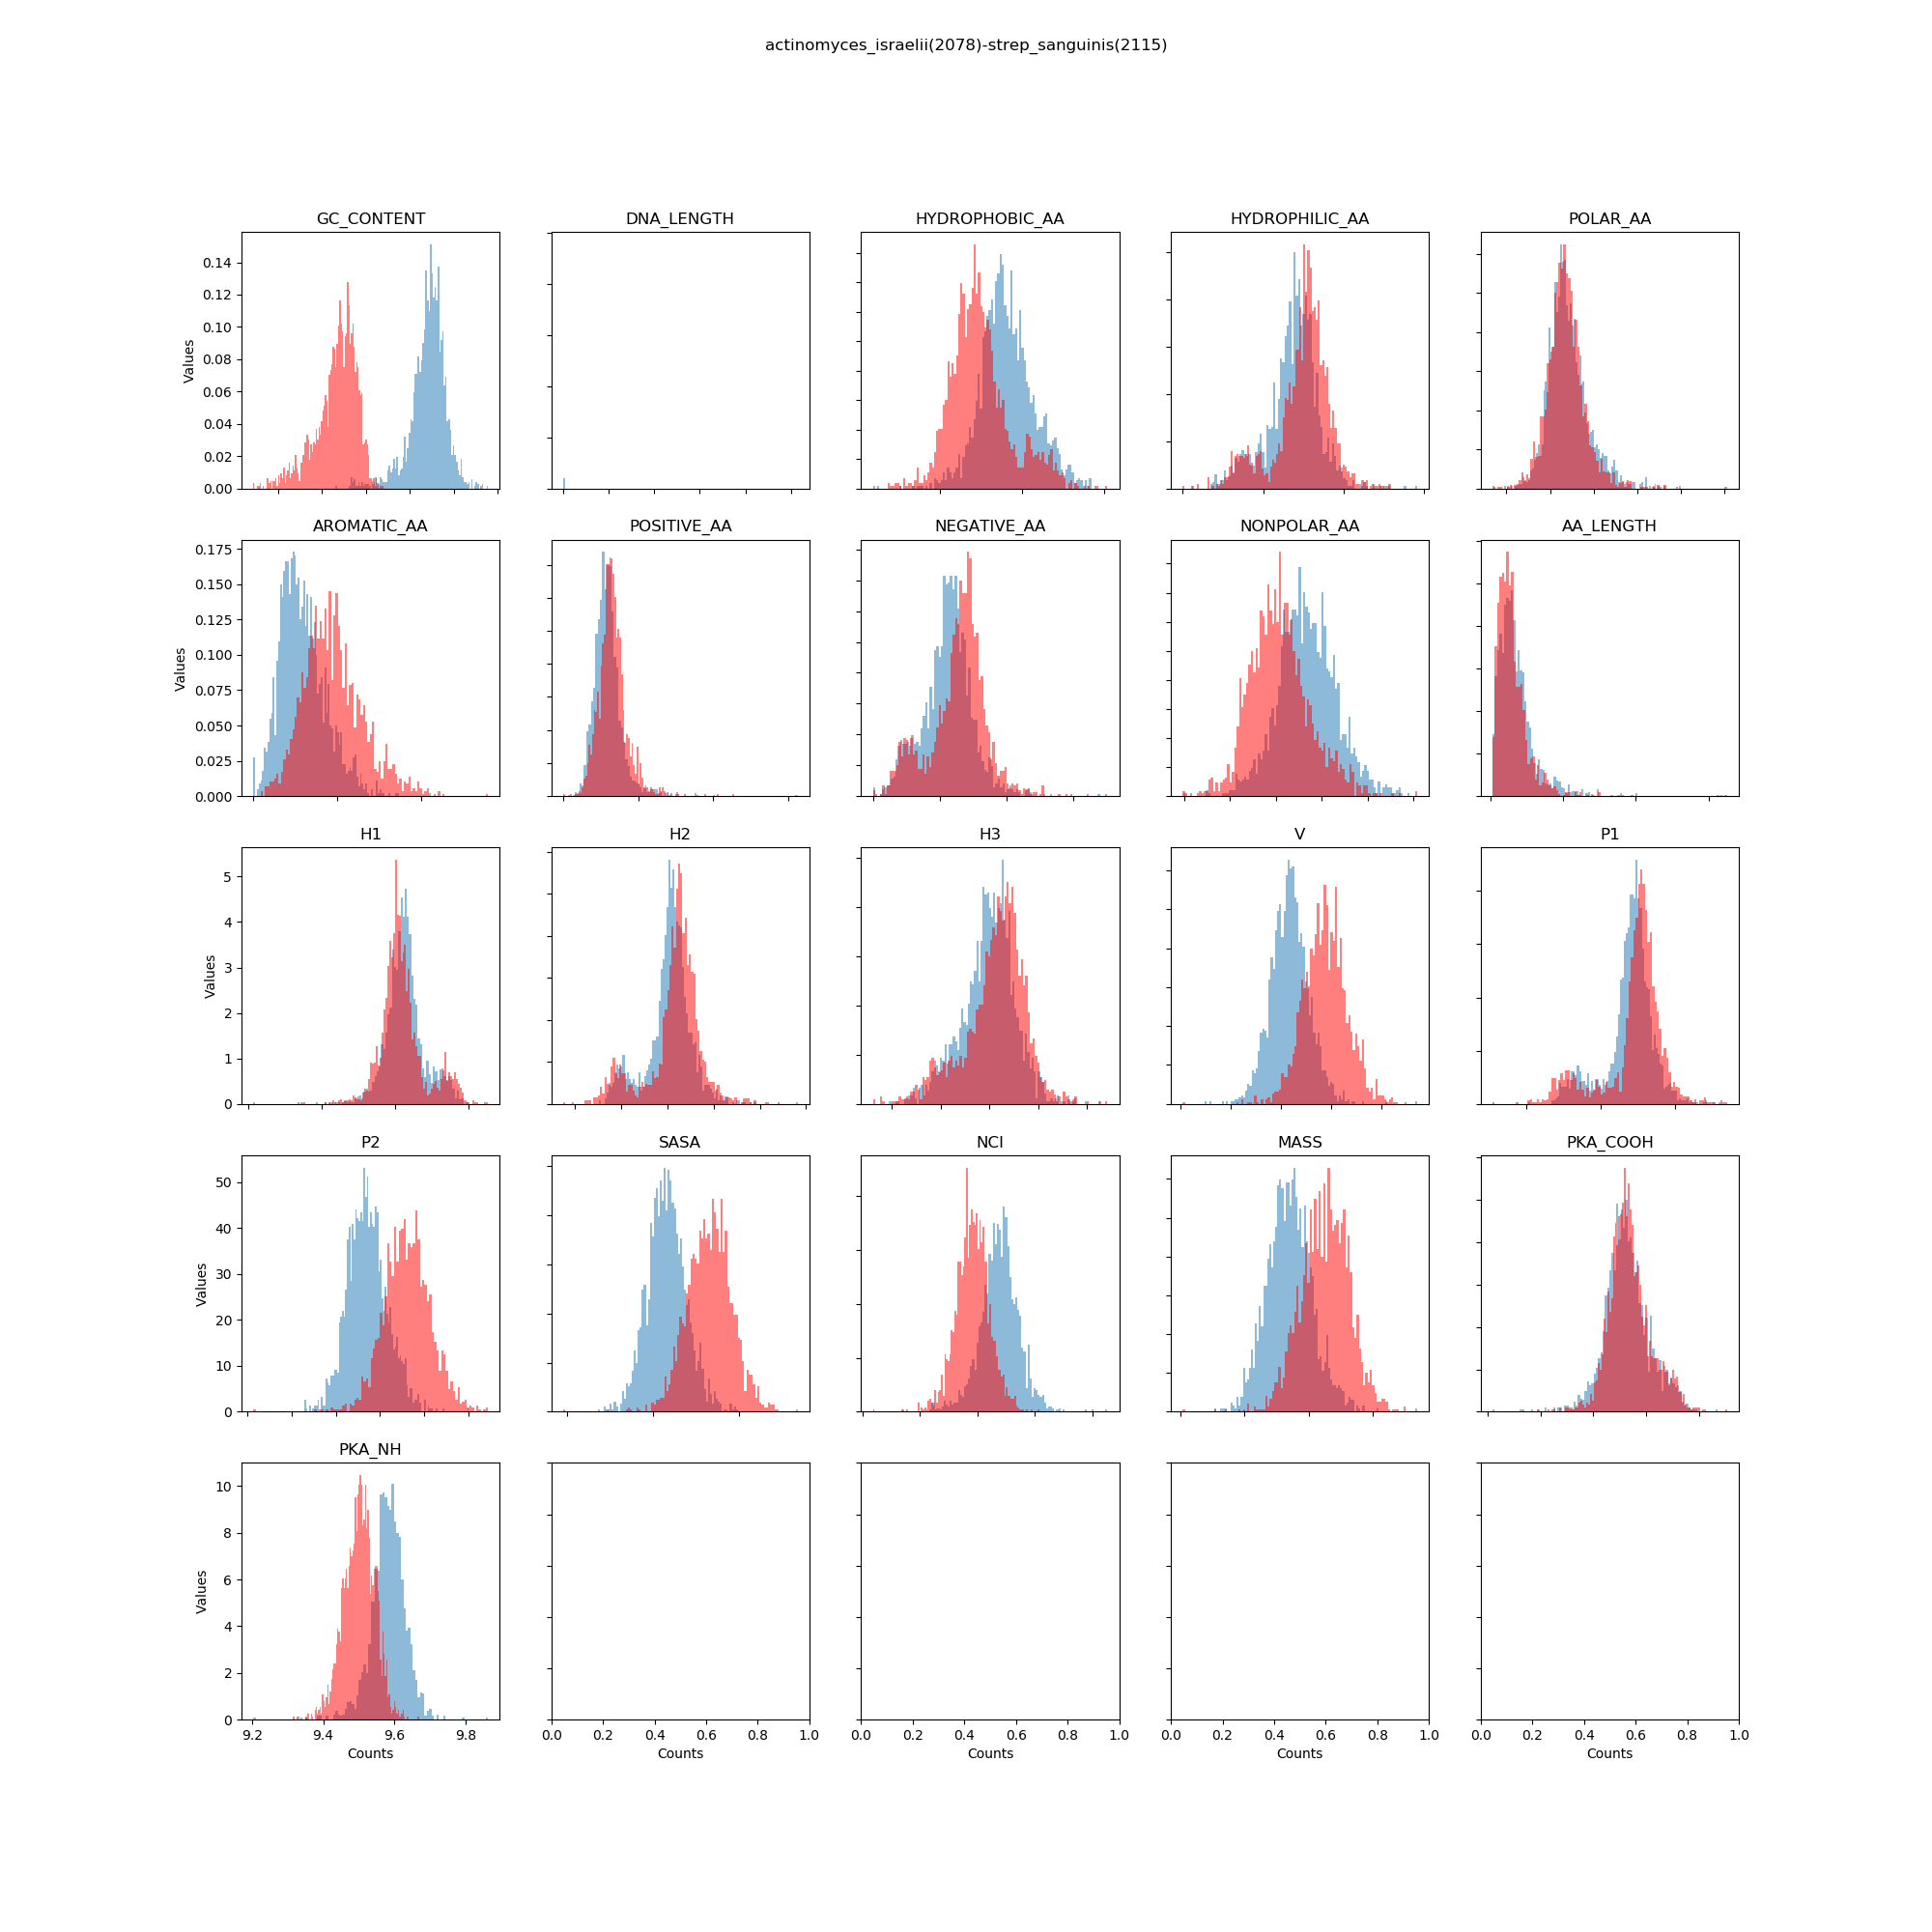 actinomyces_israelii(2078)-strep_sanguinis(2115)
GC_CONTENT DNA_LENGTH HYDROPHOBIC_AA HYDROPHILIC_AA POLAR_AA
Values
0.14
0.12
0.10
0.08
0.06
0.04
0.02
0.00
AROMATIC_AA POSITIVE_AA NEGATIVE_AA NONPOLAR_AA AA_LENGTH
Values
0.175
0.150
0.125
0.100
0.075
0.050
0.025
0.000
H1 H2 H3 V P1
Values
5
4
3
2
1
0
P2 SASA NCI MASS PKA_COOH
Values
50
40
30
20
10
0
PKA_NH
Values
10
8
6
4
2
0
9.2 9.4 9.6 9.8 0.0 0.2 0.4 0.6 0.8 1.0 0.0 0.2 0.4 0.6 0.8 1.0 0.0 0.2 0.4 0.6 0.8 1.0 0.0 0.2 0.4 0.6 0.8 1.0
Counts Counts Counts Counts Counts